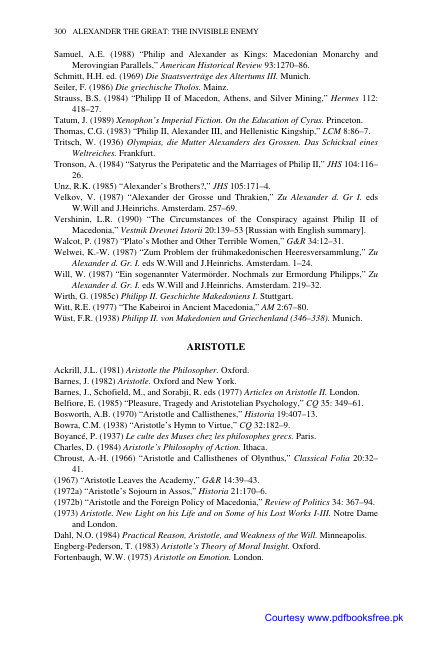 300 ALEXANDER THE GREAT: THE INVISIBLE ENEMY
Samuel, A.E. (1988) “Philip and Alexander as Kings: Macedonian Monarchy and
Merovingian Parallels,” American Historical Review 93:1270–86.
Schmitt, H.H. ed. (1969) Die Staatsverträge des Altertums III. Munich.
Seiler, F. (1986) Die griechische Tholos. Mainz.
Strauss, B.S. (1984) “Philipp II of Macedon, Athens, and Silver Mining,” Hermes 112:
418–27.
Tatum, J. (1989) Xenophon’s Imperial Fiction. On the Education of Cyrus. Princeton.
Thomas, C.G. (1983) “Philip II, Alexander III, and Hellenistic Kingship,” LCM 8:86–7.
Tritsch, W. (1936) Olympias, die Mutter Alexanders des Grossen. Das Schicksal eines
Weltreiches. Frankfurt.
Tronson, A. (1984) “Satyrus the Peripatetic and the Marriages of Philip II,” JHS 104:116–
26.
Unz, R.K. (1985) “Alexander’s Brothers?,” JHS 105:171–4.
Velkov, V. (1987) “Alexander der Grosse und Thrakien,” Zu Alexander d. Gr I. eds
W.Will and J.Heinrichs. Amsterdam. 257–69.
Vershinin, L.R. (1990) “The Circumstances of the Conspiracy against Philip II of
Macedon,” Vestnik Drevnei Istorii 20:139–53 [Russian with English summary].
Walcot, P. (1987) “Plato’s Mother and Other Terrible Women,” G&R 34:12–31.
Welwei, K.-W. (1987) “Zum Problem der frühmakedonischen Heeresversammlung,” Zu
Alexander d. Gr I. eds W.Will and J.Heinrichs. Amsterdam. 1–24.
Will, W. (1987) “Ein sogenannter Vatermörder. Nochmals zur Ermordung Philipps,” Zu
Alexander d. Gr I. eds W.Will and J.Heinrichs. Amsterdam. 219–32.
Wirth, G. (1985c) Philipp II. Geschichte Makedoniens I. Stuttgart.
Witt, R.E. (1977) “The Kabeiroi in Ancient Macedonia,” AM 2:67–80.
Wüst, F.R. (1938) Philipp II. von Makedonien und Griechenland (346–338). Munich.
ARISTOTLE
Ackrill, J.L. (1981) Aristotle the Philosopher. Oxford.
Barnes, J. (1982) Aristotle. Oxford and New York.
Barnes, J., Schofield, M., and Sorabji, R. eds (1977) Articles on Aristotle II. London.
Belfiore, E. (1985) “Pleasure, Tragedy and Aristotelian Psychology,” CQ 35: 349–61.
Bosworth, A.B. (1970) “Aristotle and Callisthenes,” Historia 19:407–13.
Bowra, C.M. (1938) “Aristotle’s Hymn to Virtue,” CQ 32:182–9.
Boyancé, P. (1937) Le culte des Muses chez les philosophes grecs. Paris.
Charles, D. (1984) Aristotle’s Philosophy of Action. Ithaca.
Chroust, A.-H. (1966) “Aristotle and Callisthenes of Olynthus,” Classical Folia 20:32–
41.
(1967) “Aristotle Leaves the Academy,” G&R 14:39–43.
(1972a) “Aristotle’s Sojourn in Assos,” Historia 21:170–6.
(1972b) “Aristotle and the Foreign Policy of Macedonia,” Review of Politics 34: 367–94.
(1973) Aristotle. New Light on his Life and on Some of his Lost Works I-III. Notre Dame
and London.
Dahl, N.O. (1984) Practical Reason, Aristotle, and Weakness of the Will. Minneapolis.
Engberg-Pederson, T. (1983) Aristotle’s Theory of Moral Insight. Oxford.
Fortenbaugh, W.W. (1975) Aristotle on Emotion. London.
Courtesy www.pdfbooksfree.pk